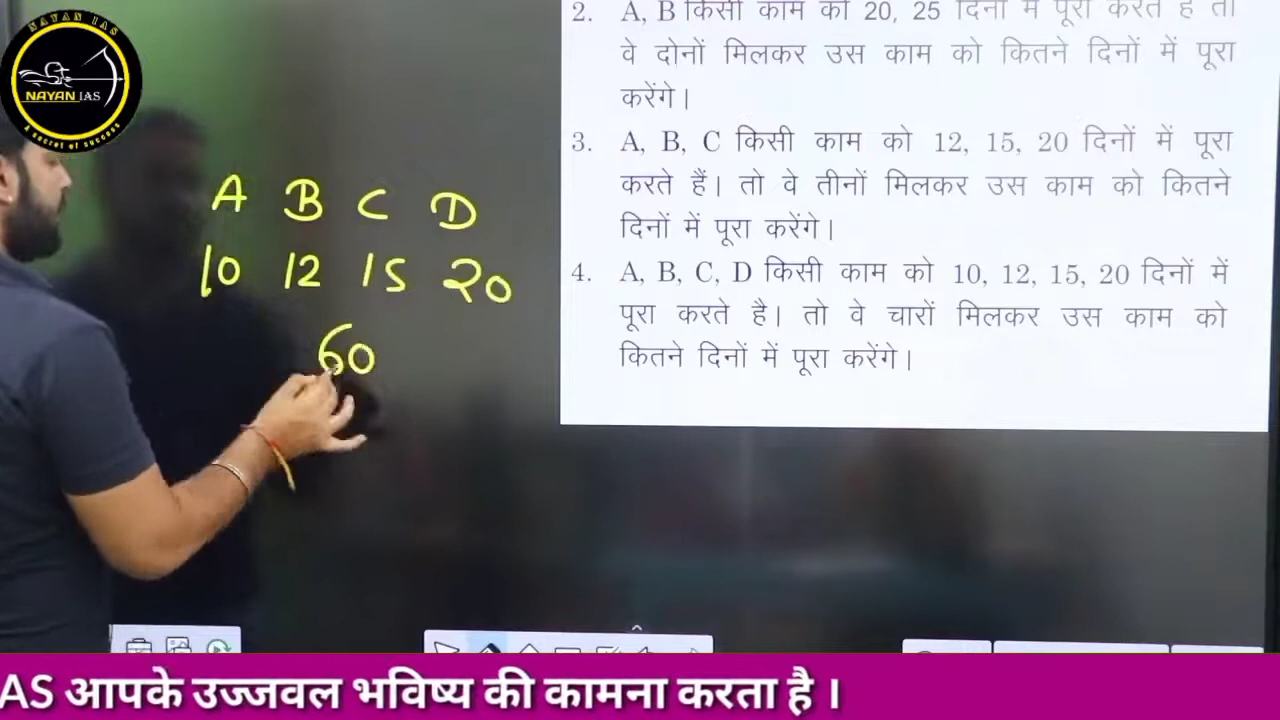 NAYAN IAS
NAYAN IAS
A secret of success
A B C D
10 12 15 20
60
2. A, B किसी काम को 20, 25 दिनों में पूरा करते है तो
वे दोनों मिलकर उस काम को कितने दिनों में पूरा
करेंगे।
3. A, B, C किसी काम को 12, 15, 20 दिनों में पूरा
करते हैं। तो वे तीनों मिलकर उस काम को कितने
दिनों में पूरा करेंगे।
4. A, B, C, D किसी काम को 10, 12, 15, 20 दिनों में
पूरा करते है। तो वे चारों मिलकर उस काम को
कितने दिनों में पूरा करेंगे।
AS आपके उज्जवल भविष्य की कामना करता है ।